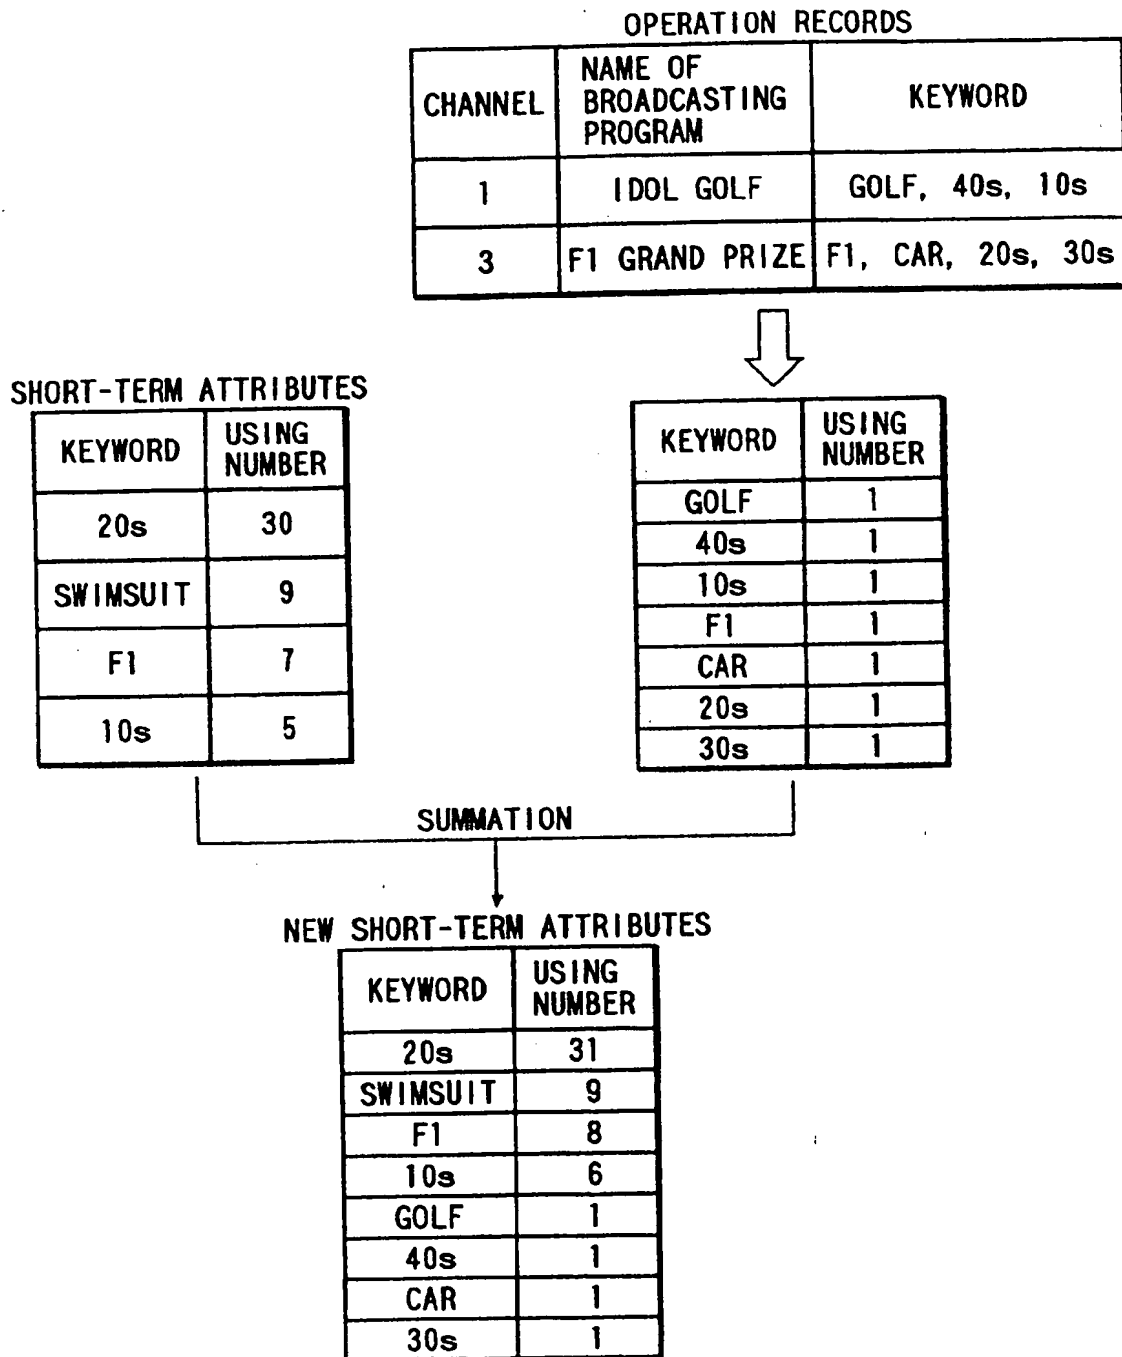 OPERATION RECORDS
CHANNEL
NAME OF
BROADCASTING
PROGRAM
KEYWORD
1 IDOL GOLF GOLF, 40s, 10s
3 F1 GRAND PRIZE F1, CAR, 20s, 30s
SHORT-TERM ATTRIBUTES
KEYWORD
USING
NUMBER
20s 30
SWIMSUIT 9
F1 7
10s 5
KEYWORD
USING
NUMBER
GOLF 1
40s 1
10s 1
F1 1
CAR 1
20s 1
30s 1
SUMMATION
NEW SHORT-TERM ATTRIBUTES
KEYWORD
USING
NUMBER
20s 31
SWIMSUIT 9
F1 8
10s 6
GOLF 1
40s 1
CAR 1
30s 1